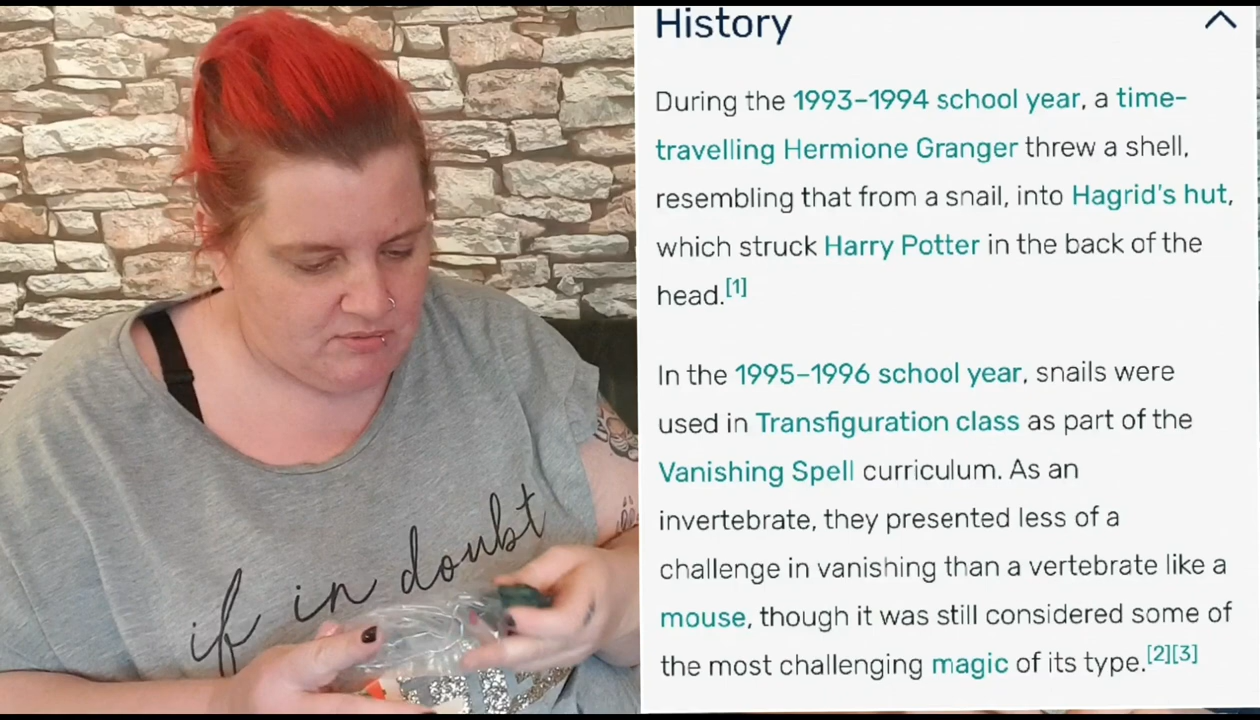 if in doubt
History
During the 1993–1994 school year, a time-
travelling Hermione Granger threw a shell,
resembling that from a snail, into Hagrid's hut,
which struck Harry Potter in the back of the
head.[1]
In the 1995–1996 school year, snails were
used in Transfiguration class as part of the
Vanishing Spell curriculum. As an
invertebrate, they presented less of a
challenge in vanishing than a vertebrate like a
mouse, though it was still considered some of
the most challenging magic of its type.[2][3]